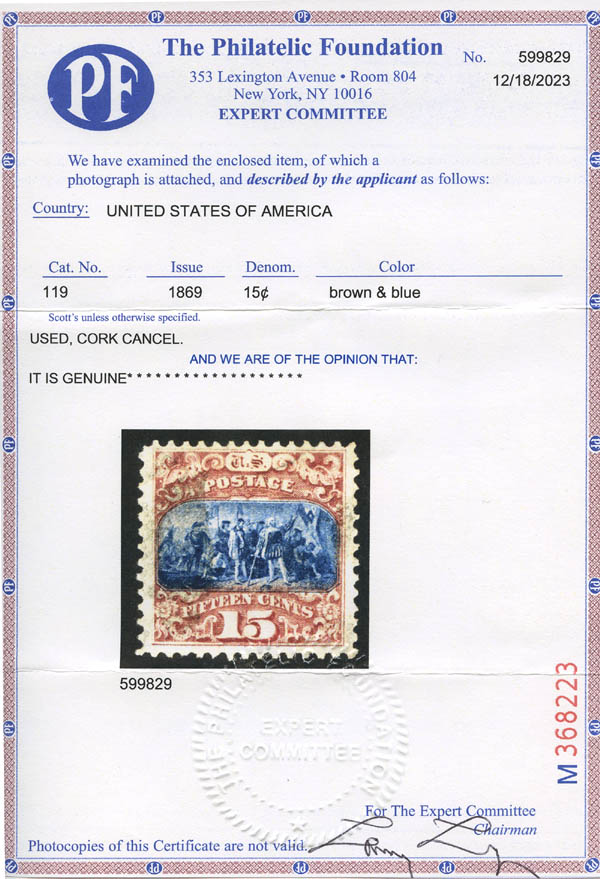 PF
The Philatelic Foundation
353 Lexington Avenue • Room 804
New York, NY 10016
EXPERT COMMITTEE
No. 599829
12/18/2023
We have examined the enclosed item, of which a
photograph is attached, and described by the applicant as follows:
Country: UNITED STATES OF AMERICA
Cat. No. Issue Denom. Color
119 1869 15¢ brown & blue
Scott's unless otherwise specified.
USED, CORK CANCEL.
AND WE ARE OF THE OPINION THAT:
IT IS GENUINE* * * * * * * * * * * * * * * * * * *
U.S.
POSTAGE
FIFTEEN CENTS
15
599829
THE PHILATELIC FOUNDATION
EXPERT
COMMITTEE
M 368223
For The Expert Committee
Chairman
Photocopies of this Certificate are not valid.